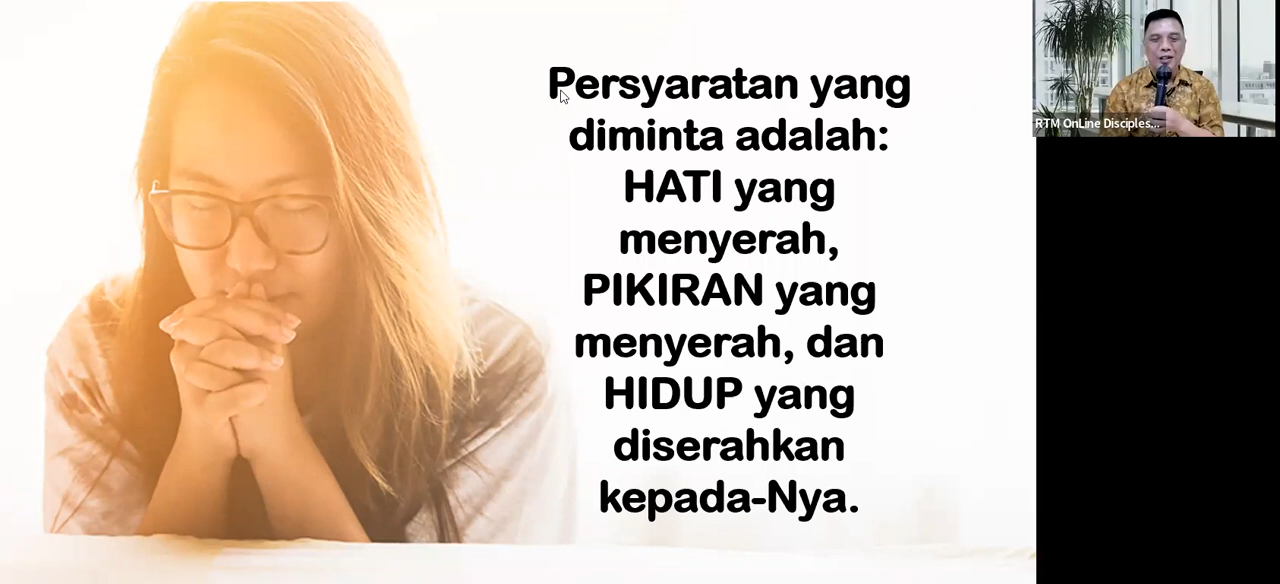 Persyaratan yang
diminta adalah:
HATI yang
menyerah,
PIKIRAN yang
menyerah, dan
HIDUP yang
diserahkan
kepada-Nya.
RTM OnLine Disciples...